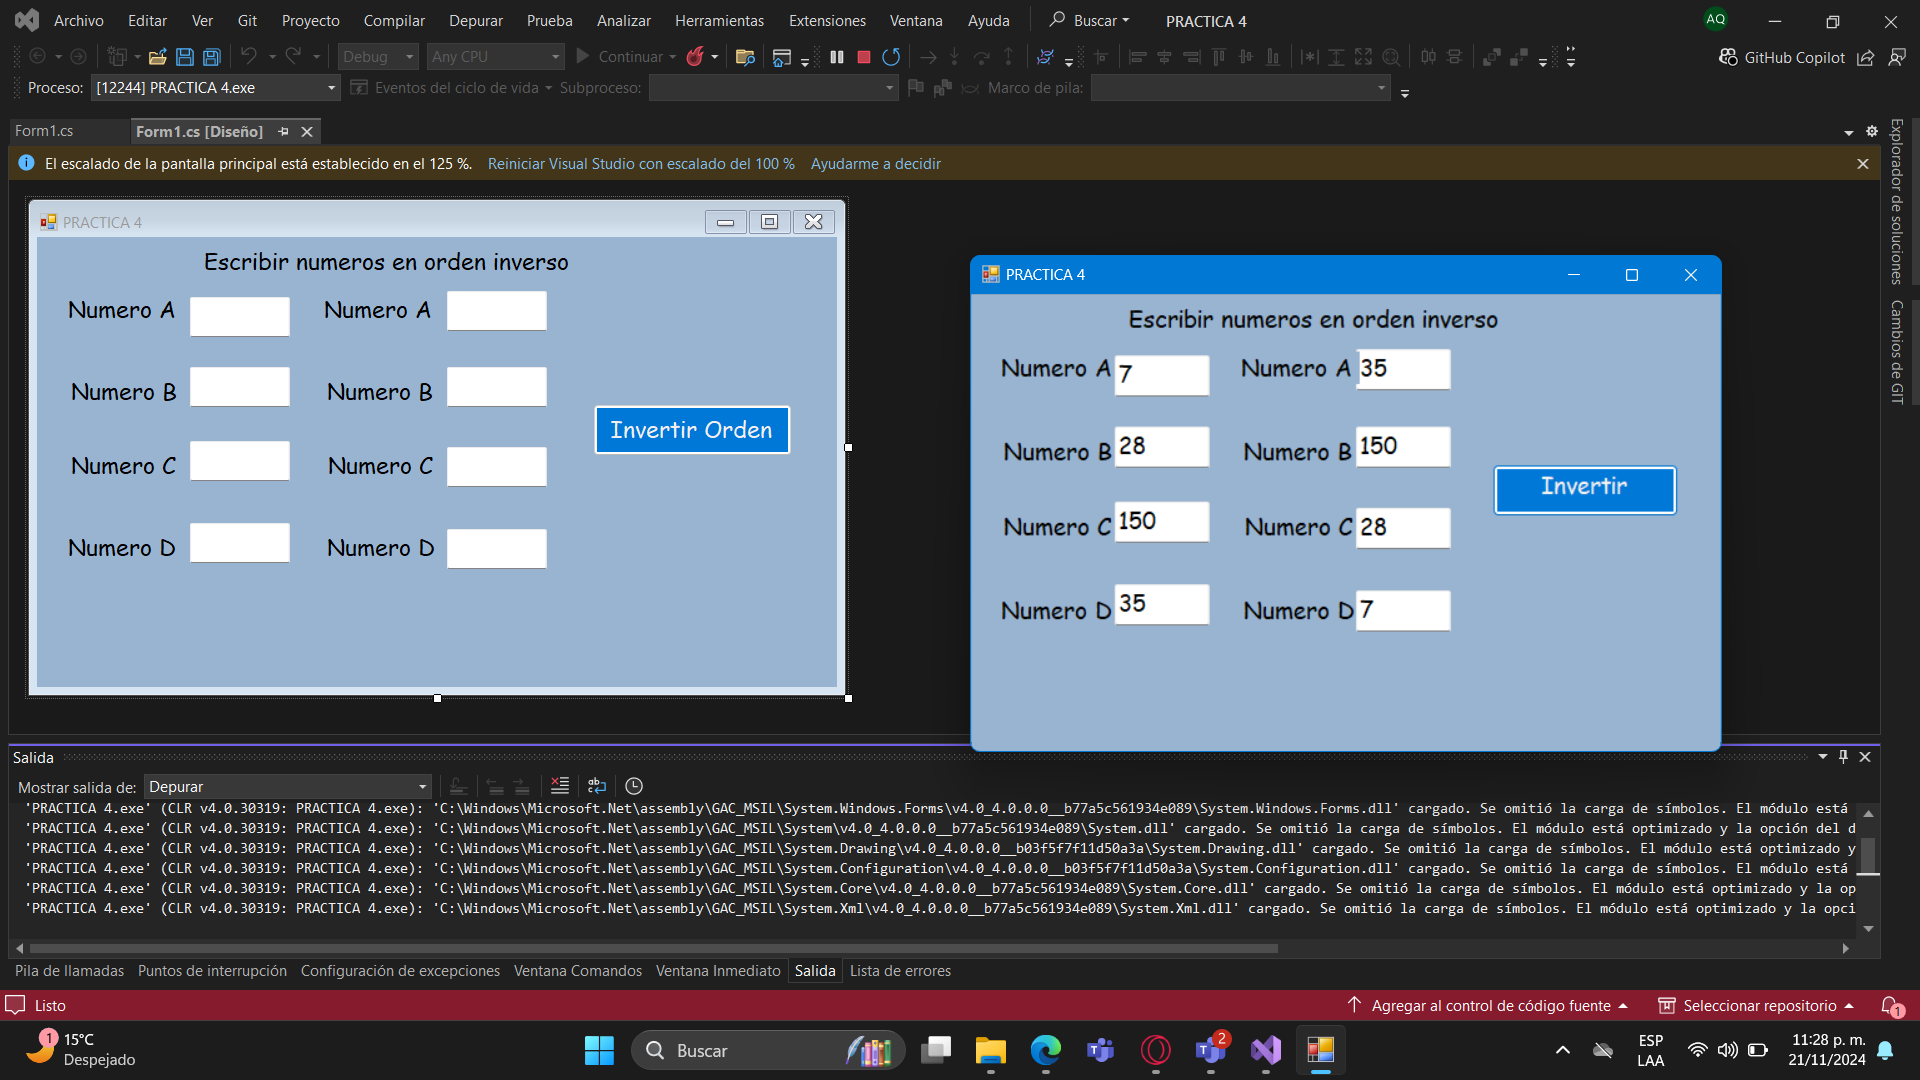 Archivo Editar Ver Git Proyecto Compilar Depurar Prueba Analizar Herramientas Extensiones Ventana Ayuda Buscar PRACTICA 4 AQ
Debug Any CPU Continuar GitHub Copilot
Proceso: [12244] PRACTICA 4.exe Eventos del ciclo de vida Subproceso: Marco de pila:
Form1.cs Form1.cs [Diseño]
El escalado de la pantalla principal está establecido en el 125 %. Reiniciar Visual Studio con escalado del 100 % Ayudarme a decidir
Explorador de soluciones
Cambios de GIT
PRACTICA 4
Escribir numeros en orden inverso
Numero A Numero A
Numero B Numero B
Invertir Orden
Numero C Numero C
Numero D Numero D
PRACTICA 4
Escribir numeros en orden inverso
Numero A 7 Numero A 35
Numero B 28 Numero B 150
Invertir
Numero C 150 Numero C 28
Numero D 35 Numero D 7
Salida
Mostrar salida de: Depurar
'PRACTICA 4.exe' (CLR v4.0.30319: PRACTICA 4.exe): 'C:\Windows\Microsoft.Net\assembly\GAC_MSIL\System.Windows.Forms\v4.0_4.0.0.0__b77a5c561934e089\System.Windows.Forms.dll' cargado. Se omitió la carga de símbolos. El módulo está
'PRACTICA 4.exe' (CLR v4.0.30319: PRACTICA 4.exe): 'C:\Windows\Microsoft.Net\assembly\GAC_MSIL\System\v4.0_4.0.0.0__b77a5c561934e089\System.dll' cargado. Se omitió la carga de símbolos. El módulo está optimizado y la opción del d
'PRACTICA 4.exe' (CLR v4.0.30319: PRACTICA 4.exe): 'C:\Windows\Microsoft.Net\assembly\GAC_MSIL\System.Drawing\v4.0_4.0.0.0__b03f5f7f11d50a3a\System.Drawing.dll' cargado. Se omitió la carga de símbolos. El módulo está optimizado y
'PRACTICA 4.exe' (CLR v4.0.30319: PRACTICA 4.exe): 'C:\Windows\Microsoft.Net\assembly\GAC_MSIL\System.Configuration\v4.0_4.0.0.0__b03f5f7f11d50a3a\System.Configuration.dll' cargado. Se omitió la carga de símbolos. El módulo está
'PRACTICA 4.exe' (CLR v4.0.30319: PRACTICA 4.exe): 'C:\Windows\Microsoft.Net\assembly\GAC_MSIL\System.Core\v4.0_4.0.0.0__b77a5c561934e089\System.Core.dll' cargado. Se omitió la carga de símbolos. El módulo está optimizado y la op
'PRACTICA 4.exe' (CLR v4.0.30319: PRACTICA 4.exe): 'C:\Windows\Microsoft.Net\assembly\GAC_MSIL\System.Xml\v4.0_4.0.0.0__b77a5c561934e089\System.Xml.dll' cargado. Se omitió la carga de símbolos. El módulo está optimizado y la opci
Pila de llamadas Puntos de interrupción Configuración de excepciones Ventana Comandos Ventana Inmediato Salida Lista de errores
Listo Agregar al control de código fuente Seleccionar repositorio 1
1 15°C
Despejado
Buscar
2
ESP
LAA
11:28 p. m.
21/11/2024